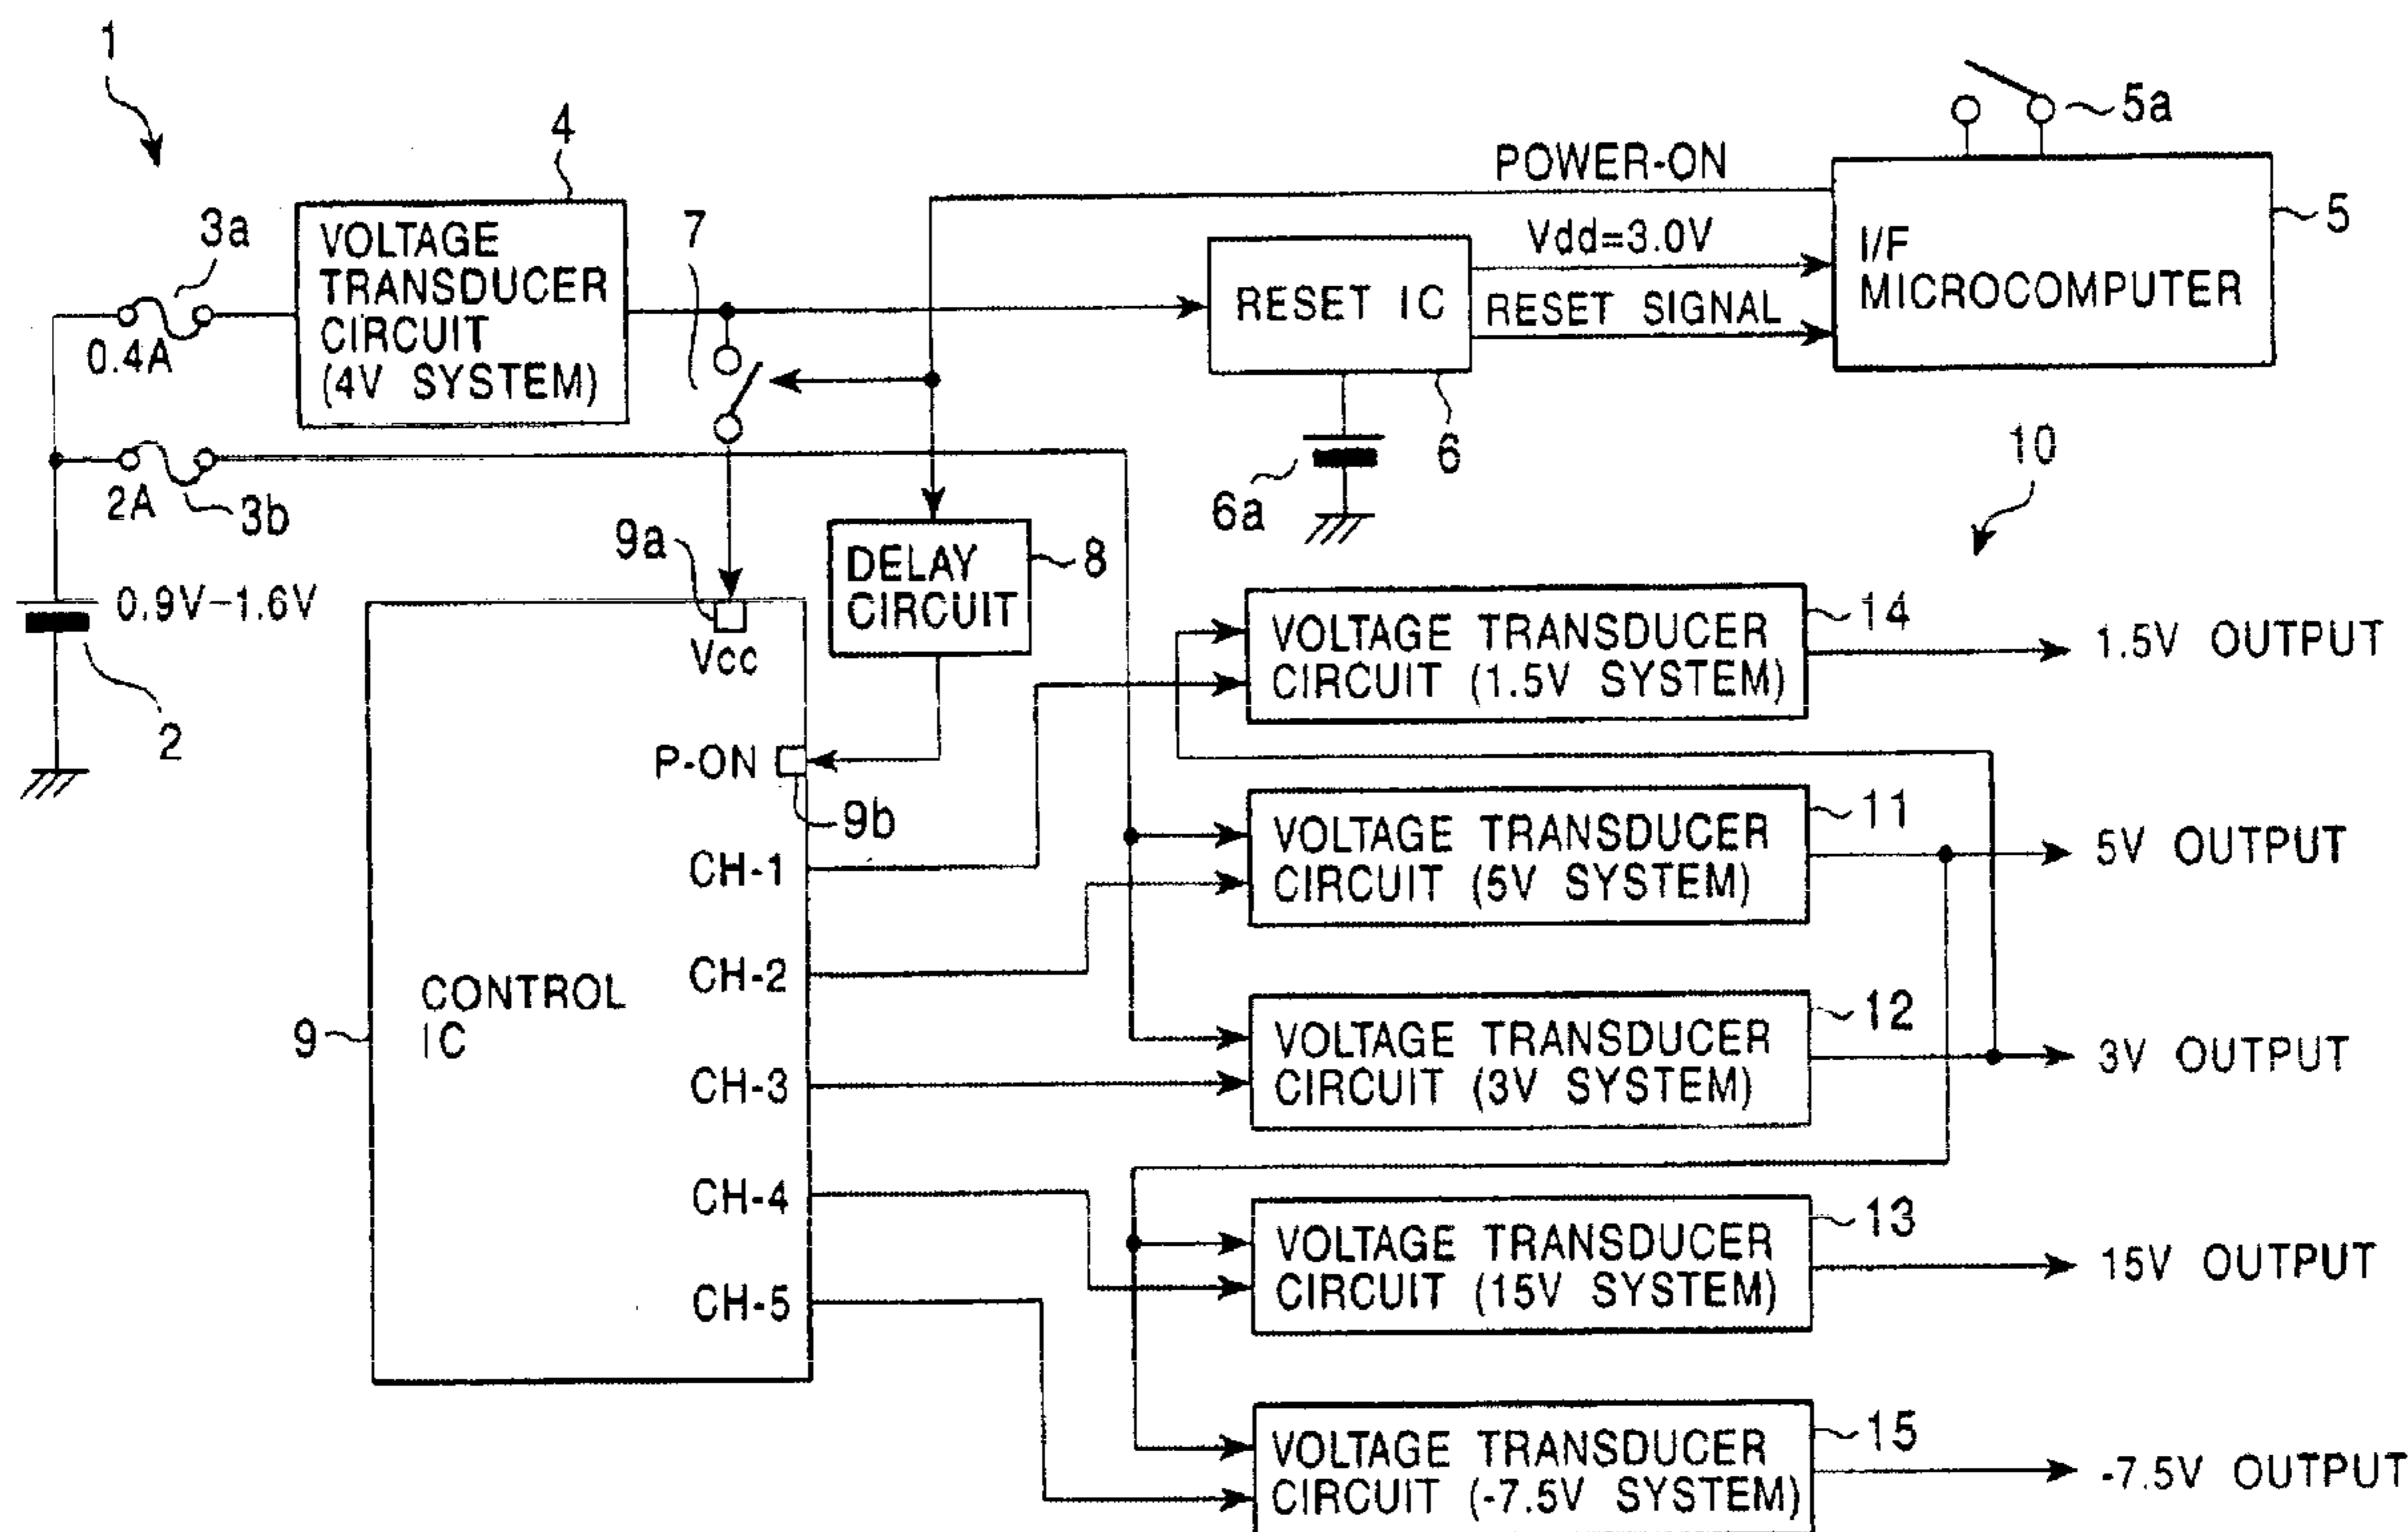 1
4
VOLTAGE
TRANSDUCER
CIRCUIT
(4V SYSTEM)
3a
0.4A
7
POWER-ON
5a
5
I/F
MICROCOMPUTER
Vdd=3.0V
RESET IC
RESET SIGNAL
6
6a
2A
3b
9a
DELAY
CIRCUIT
8
10
0.9V-1.6V
2
Vcc
P-ON
9b
CH-1
CH-2
CONTROL
IC
9
CH-3
CH-4
CH-5
VOLTAGE TRANSDUCER
CIRCUIT (1.5V SYSTEM)
14
1.5V OUTPUT
VOLTAGE TRANSDUCER
CIRCUIT (5V SYSTEM)
11
5V OUTPUT
VOLTAGE TRANSDUCER
CIRCUIT (3V SYSTEM)
12
3V OUTPUT
VOLTAGE TRANSDUCER
CIRCUIT (15V SYSTEM)
13
15V OUTPUT
VOLTAGE TRANSDUCER
CIRCUIT (-7.5V SYSTEM)
15
-7.5V OUTPUT